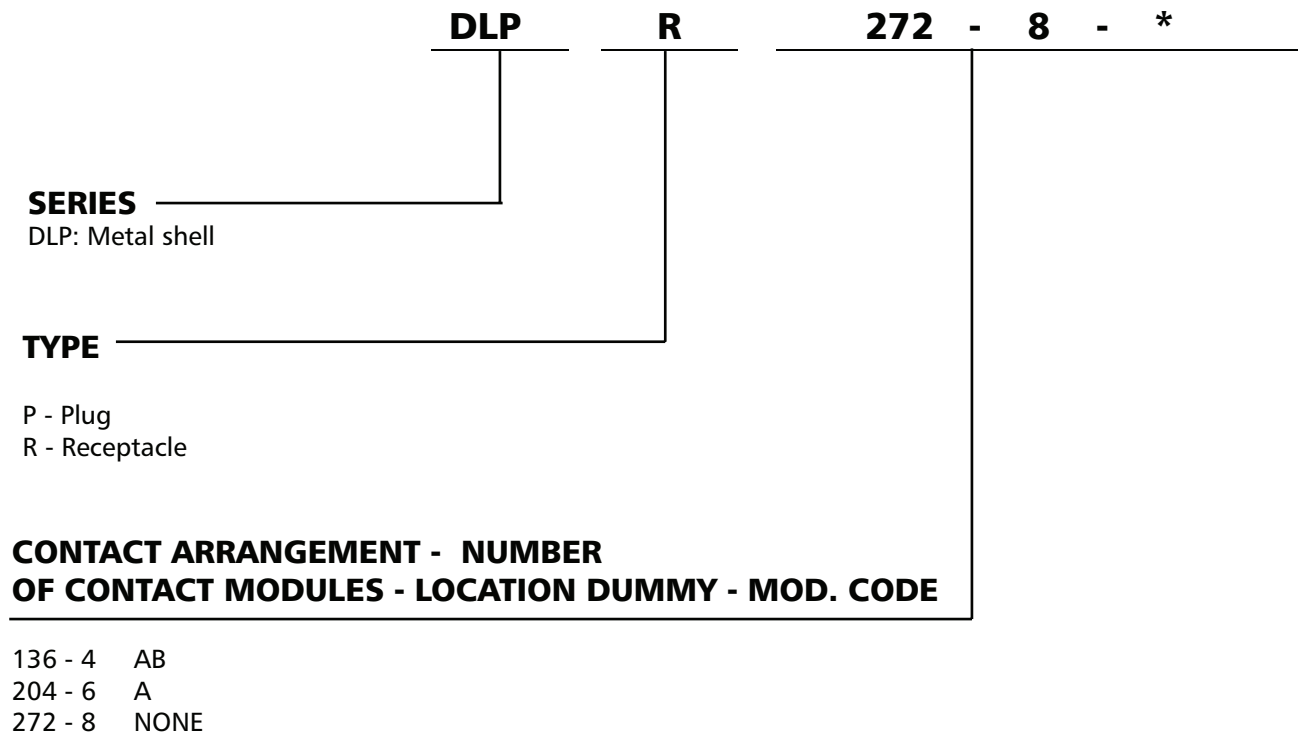 DLP R 272 - 8 - *
SERIES
DLP: Metal shell
TYPE
P - Plug
R - Receptacle
CONTACT ARRANGEMENT - NUMBER
OF CONTACT MODULES - LOCATION DUMMY - MOD. CODE
136 - 4 AB
204 - 6 A
272 - 8 NONE